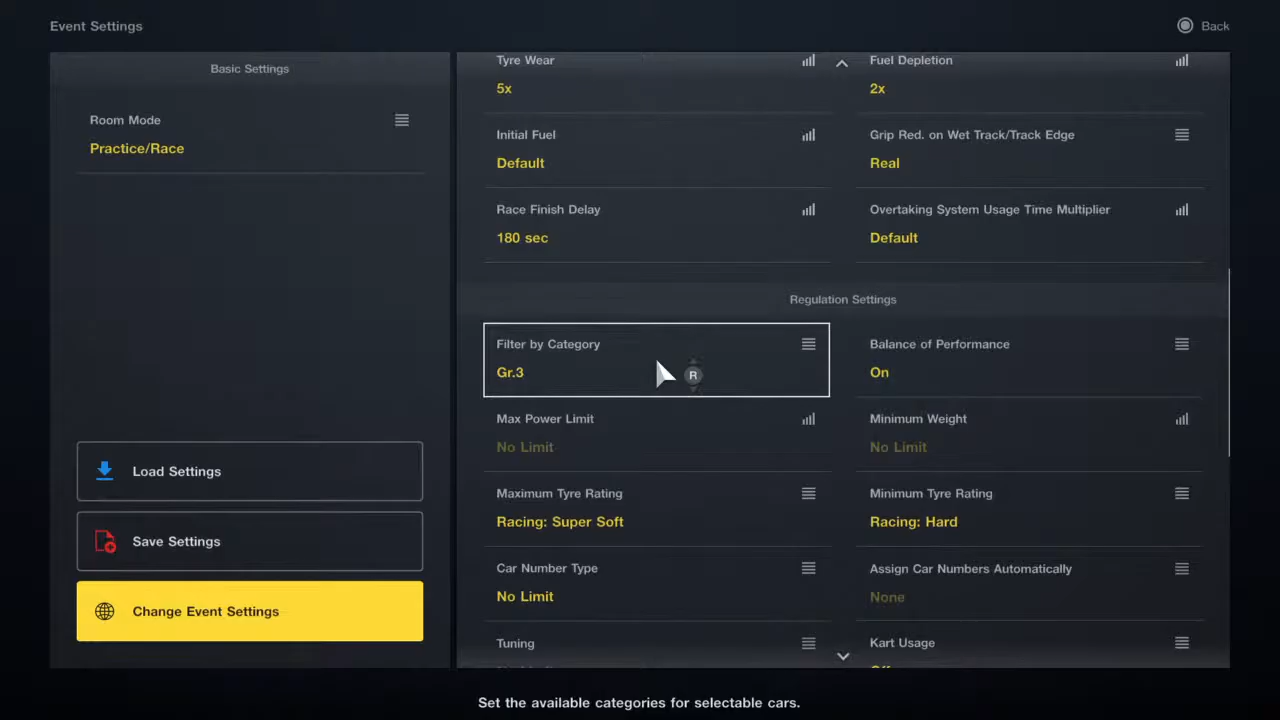 Event Settings
Back
Basic Settings
Room Mode
Practice/Race
Load Settings
Save Settings
Change Event Settings
Tyre Wear
5x
Fuel Depletion
2x
Initial Fuel
Default
Grip Red. on Wet Track/Track Edge
Real
Race Finish Delay
180 sec
Overtaking System Usage Time Multiplier
Default
Regulation Settings
Filter by Category
Gr.3
R
Balance of Performance
On
Max Power Limit
No Limit
Minimum Weight
No Limit
Maximum Tyre Rating
Racing: Super Soft
Minimum Tyre Rating
Racing: Hard
Car Number Type
No Limit
Assign Car Numbers Automatically
None
Tuning
Kart Usage
Set the available categories for selectable cars.